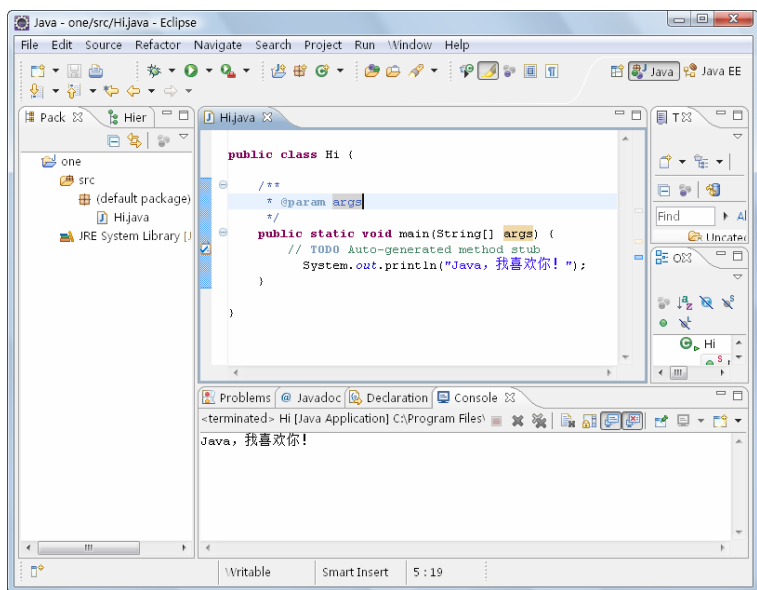 Java - one/src/Hi.java - Eclipse
File Edit Source Refactor Navigate Search Project Run Window Help
Java Java EE
Pack Hier
one
src
(default package)
Hi.java
JRE System Library [J
Hi.java
public class Hi {
/**
* @param args
*/
public static void main(String[] args) {
// TODO Auto-generated method stub
System.out.println("Java，我喜欢你！");
}
}
T
Find Al
Uncatec
O
Hi
Problems @ Javadoc Declaration Console
<terminated> Hi [Java Application] C:\Program Files\
Java，我喜欢你！
Writable Smart Insert 5 : 19